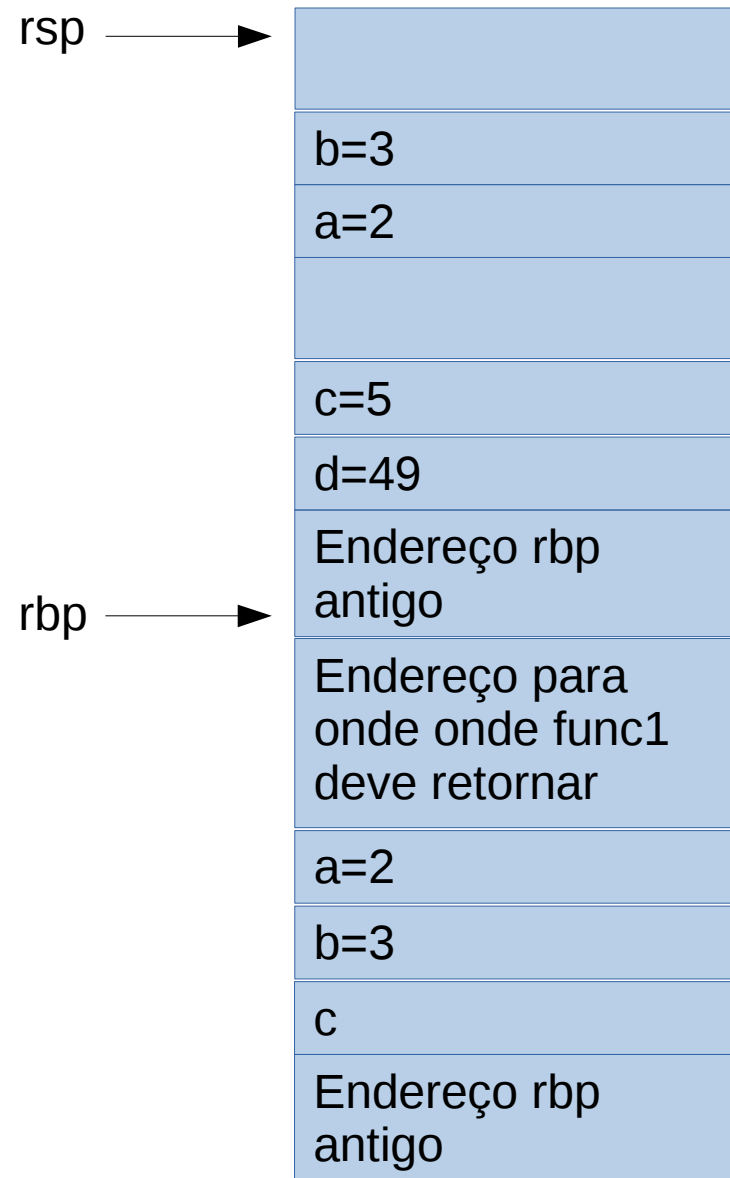 rsp
b=3
a=2
c=5
d=49
Endereço rbp
antigo
rbp
Endereço para
onde onde func1
deve retornar
a=2
b=3
c
Endereço rbp
antigo